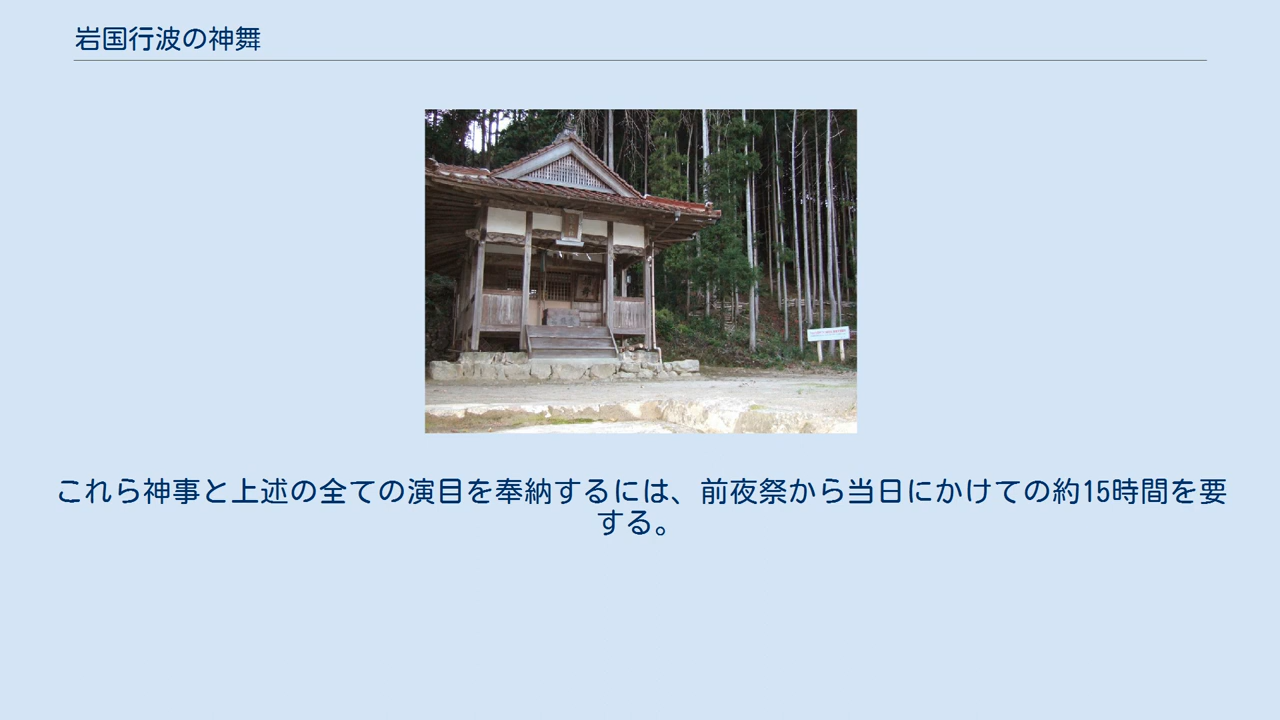 岩国行波の神舞
これら神事と上述の全ての演目を奉納するには、前夜祭から当日にかけての約15時間を要
する。